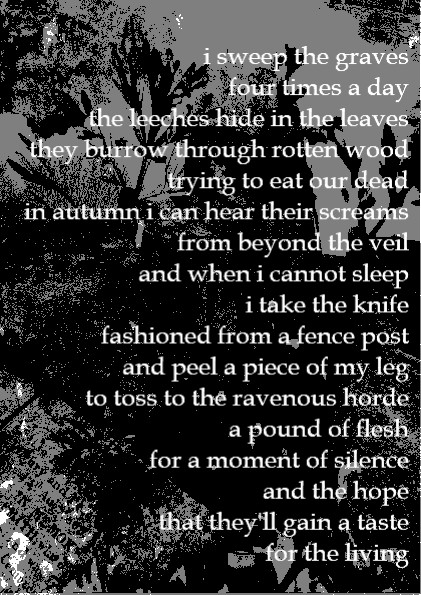 i sweep the graves
four times a day
the leeches hide in the leaves
they burrow through rotten wood
trying to eat our dead
in autumn i can hear their screams
from beyond the veil
and when i cannot sleep
i take the knife
fashioned from a fence post
and peel a piece of my leg
to toss to the ravenous horde
a pound of flesh
for a moment of silence
and the hope
that they'll gain a taste
for the living